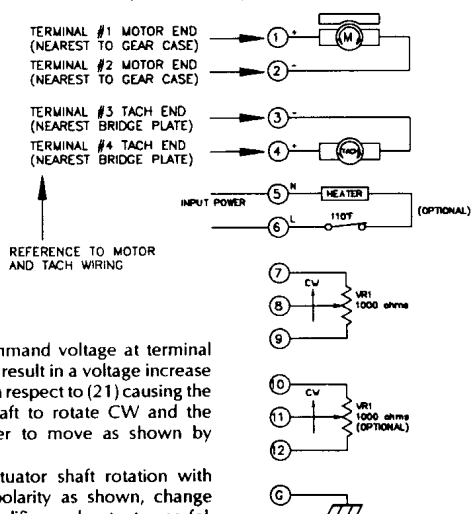 TERMINAL #1 MOTOR END
(NEAREST TO GEAR CASE)
1 +
M
TERMINAL #2 MOTOR END
(NEAREST TO GEAR CASE)
2 -
TERMINAL #3 TACH END
(NEAREST BRIDGE PLATE)
3 -
TERMINAL #4 TACH END
(NEAREST BRIDGE PLATE)
4 +
TACH
INPUT POWER
5 N
HEATER
(OPTIONAL)
6 L
110°F
REFERENCE TO MOTOR
AND TACH WIRING
7
CW
VR1
8
1000 ohms
9
mmand voltage at terminal
result in a voltage increase
respect to (21) causing the
aft to rotate CW and the
er to move as shown by
10
CW
VR1
11
1000 ohms
(OPTIONAL)
12
tuator shaft rotation with
polarity as shown, change
G